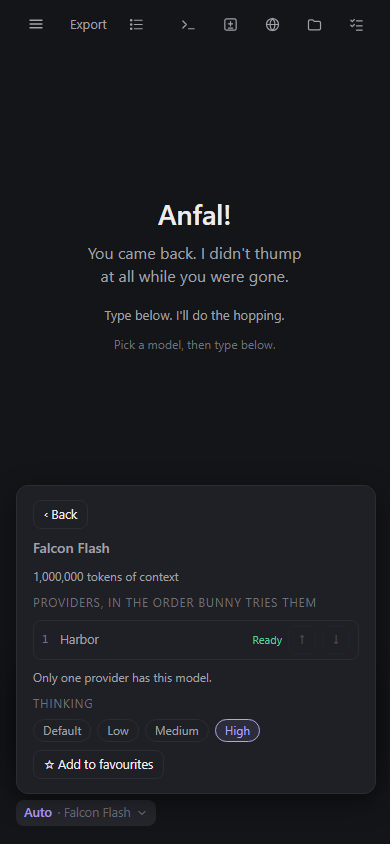 Export
Anfal!
You came back. I didn't thump
at all while you were gone.
Type below. I'll do the hopping.
Pick a model, then type below.
‹ Back
Falcon Flash
1,000,000 tokens of context
PROVIDERS, IN THE ORDER BUNNY TRIES THEM
1 Harbor Ready ↑ ↓
Only one provider has this model.
THINKING
Default Low Medium High
☆ Add to favourites
Auto · Falcon Flash